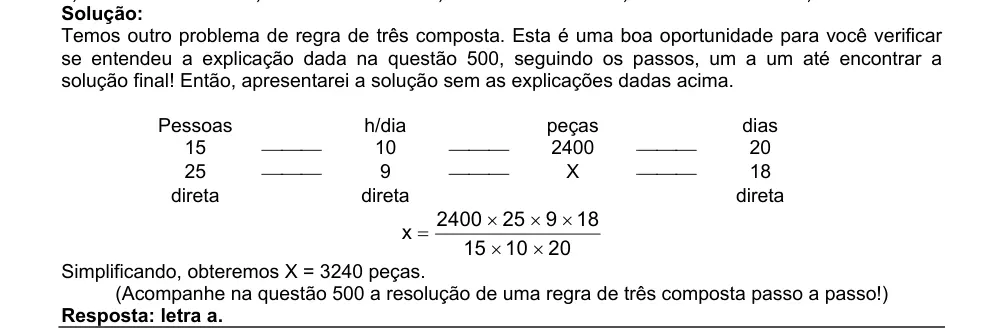 Solução:
Temos outro problema de regra de três composta. Esta é uma boa oportunidade para você verificar
se entendeu a explicação dada na questão 500, seguindo os passos, um a um até encontrar a
solução final! Então, apresentarei a solução sem as explicações dadas acima.
Pessoas h/dia peças dias
15 ——— 10 ——— 2400 ——— 20
25 ——— 9 ——— X ——— 18
direta direta direta
x = 2400 × 25 × 9 × 18
15 × 10 × 20
Simplificando, obteremos X = 3240 peças.
(Acompanhe na questão 500 a resolução de uma regra de três composta passo a passo!)
Resposta: letra a.